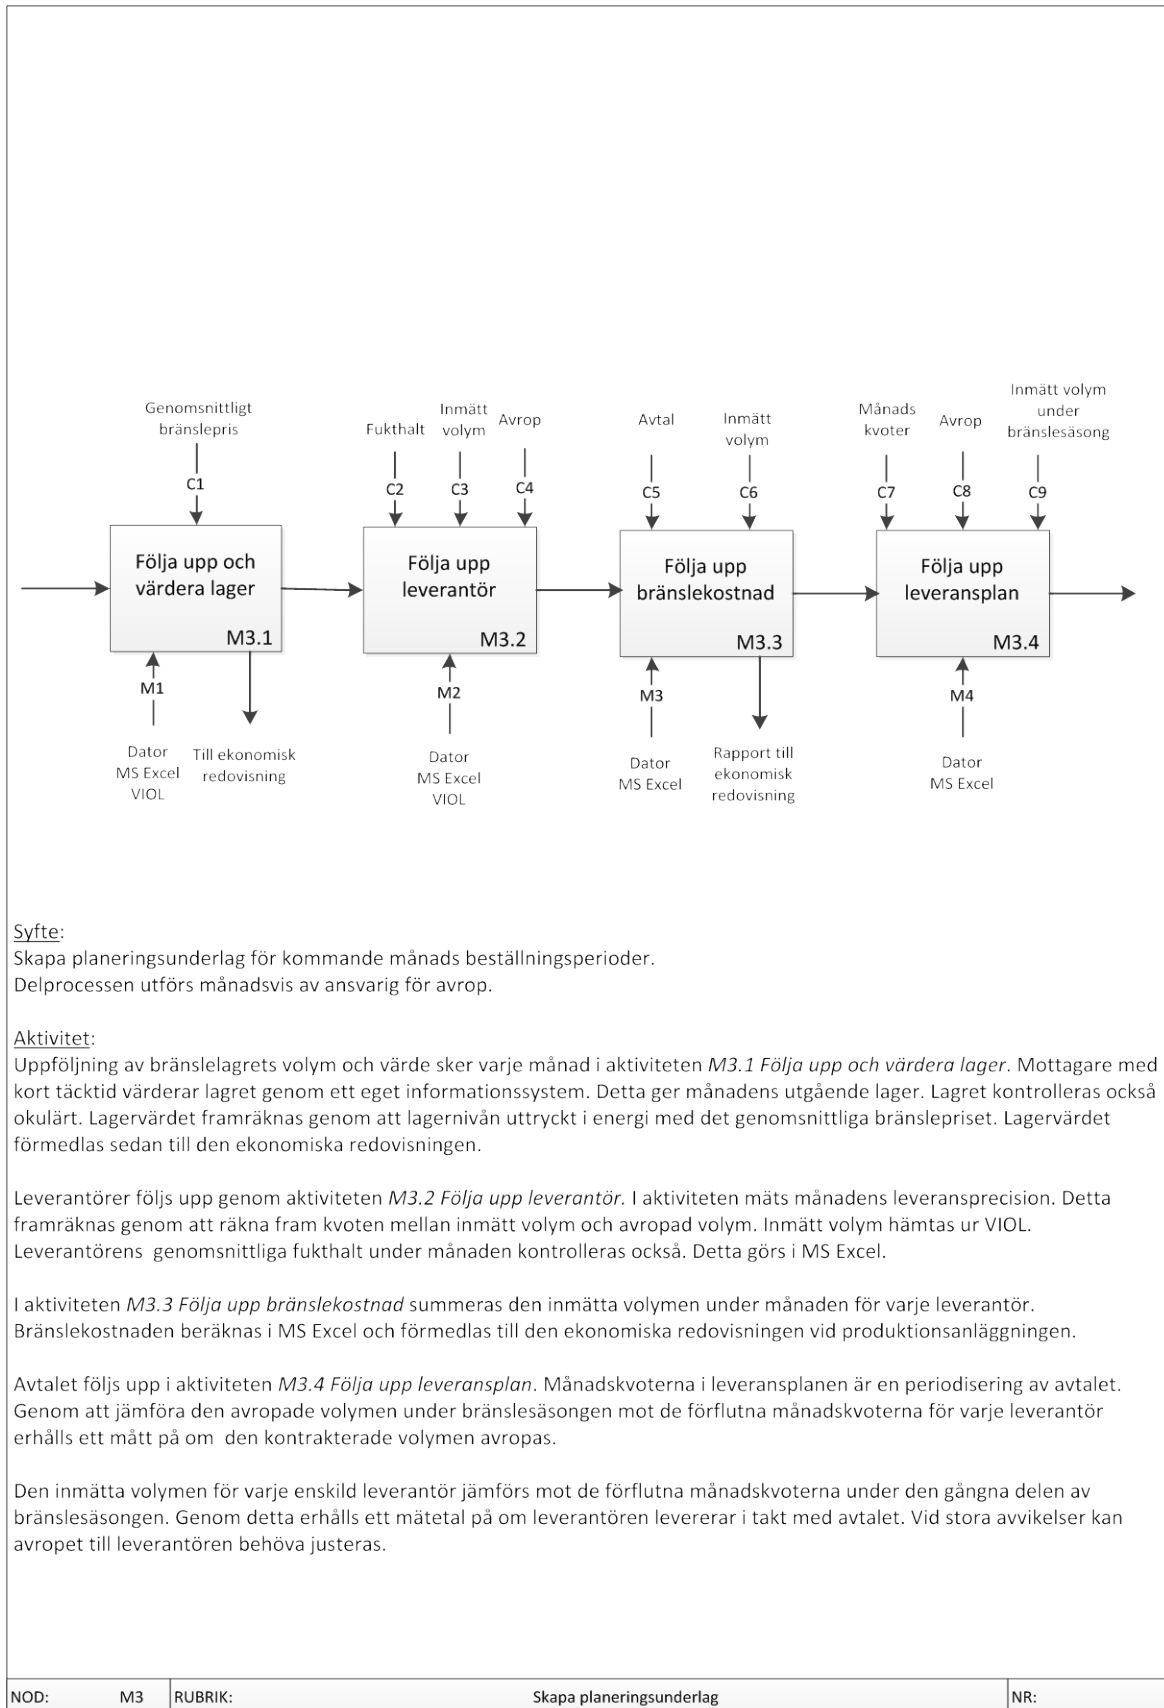 Genomsnittligt
bränslepris
Fukthalt
Inmätt
volym
Avrop
Avtal
Inmätt
volym
Månads
kvoter
Avrop
Inmätt volym
under
bränslesäsong
C1
C2
C3
C4
C5
C6
C7
C8
C9
Följa upp och
värdera lager
M3.1
Följa upp
leverantör
M3.2
Följa upp
bränslekostnad
M3.3
Följa upp
leveransplan
M3.4
M1
M2
M3
M4
Dator
MS Excel
VIOL
Till ekonomisk
redovisning
Dator
MS Excel
VIOL
Dator
MS Excel
Rapport till
ekonomisk
redovisning
Dator
MS Excel
Syfte:
Skapa planeringsunderlag för kommande månads beställningsperioder.
Delprocessen utförs månadsvis av ansvarig för avrop.
Aktivitet:
Uppföljning av bränslelagrets volym och värde sker varje månad i aktiviteten M3.1 Följa upp och värdera lager. Mottagare med
kort täcktid värderar lagret genom ett eget informationssystem. Detta ger månadens utgående lager. Lagret kontrolleras också
okulärt. Lagervärdet framräknas genom att lagernivån uttryckt i energi med det genomsnittliga bränslepriset. Lagervärdet
förmedlas sedan till den ekonomiska redovisningen.
Leverantörer följs upp genom aktiviteten M3.2 Följa upp leverantör. I aktiviteten mäts månadens leveransprecision. Detta
framräknas genom att räkna fram kvoten mellan inmätt volym och avropad volym. Inmätt volym hämtas ur VIOL.
Leverantörens  genomsnittliga fukthalt under månaden kontrolleras också. Detta görs i MS Excel.
I aktiviteten M3.3 Följa upp bränslekostnad summeras den inmätta volymen under månaden för varje leverantör.
Bränslekostnaden beräknas i MS Excel och förmedlas till den ekonomiska redovisningen vid produktionsanläggningen.
Avtalet följs upp i aktiviteten M3.4 Följa upp leveransplan. Månadskvoterna i leveransplanen är en periodisering av avtalet.
Genom att jämföra den avropade volymen under bränslesäsongen mot de förflutna månadskvoterna för varje leverantör
erhålls ett mått på om  den kontrakterade volymen avropas.
Den inmätta volymen för varje enskild leverantör jämförs mot de förflutna månadskvoterna under den gångna delen av
bränslesäsongen. Genom detta erhålls ett mätetal på om leverantören levererar i takt med avtalet. Vid stora avvikelser kan
avropet till leverantören behöva justeras.
NOD: M3 RUBRIK: Skapa planeringsunderlag NR: